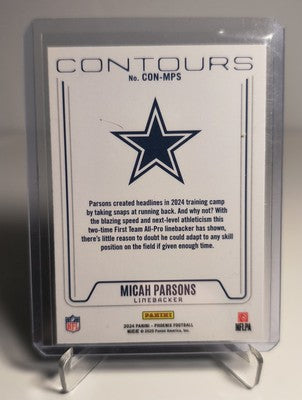 CONTOURS
No. CON-MPS
Parsons created headlines in 2024 training camp
by taking snaps at running back. And why not? With
the blazing speed and next-level athleticism this
two-time First Team All-Pro linebacker has shown,
there's little reason to doubt he could adapt to any skill
position on the field if given enough time.
MICAH PARSONS
LINEBACKER
NFL
PANINI
NFLPA
2024 PANINI - PHOENIX FOOTBALL
© 2025 Panini America, Inc.